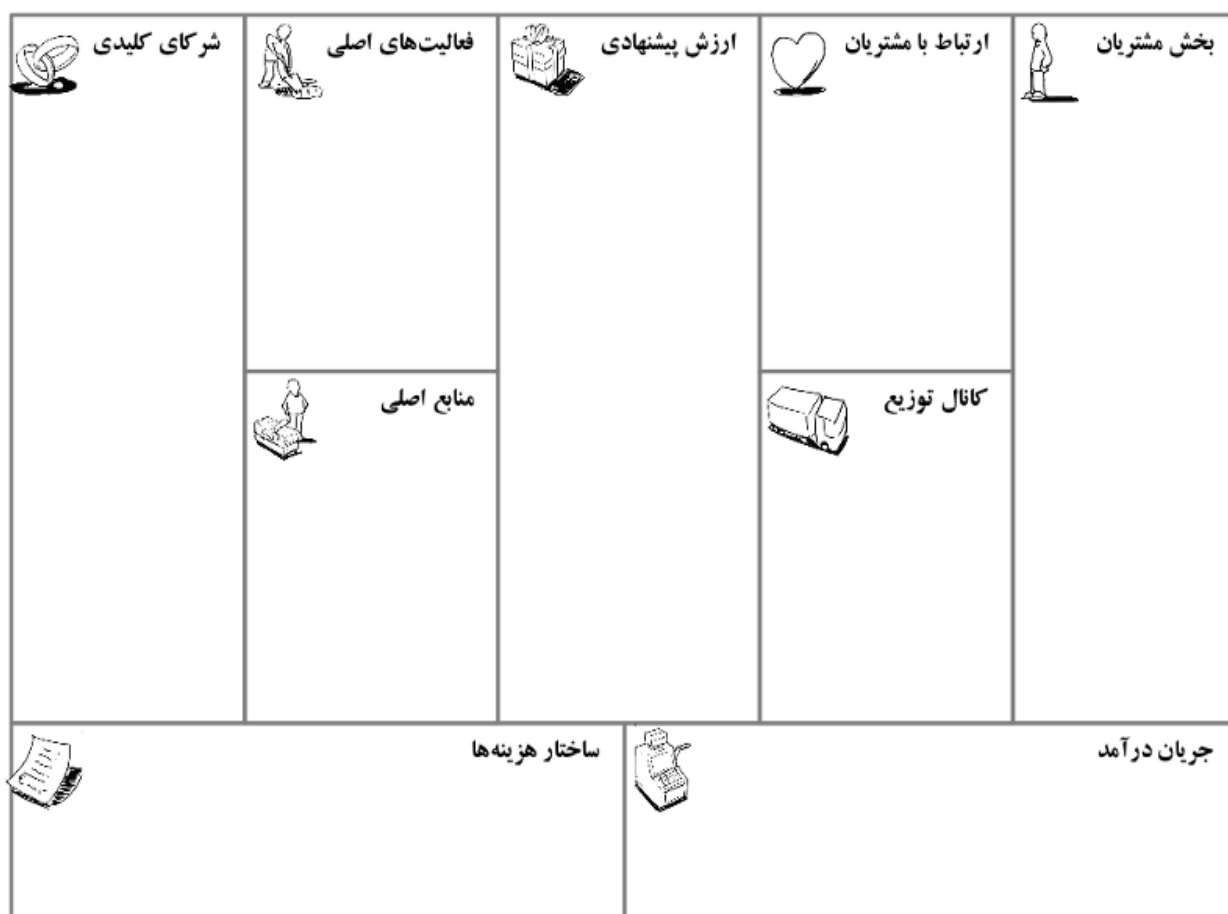 بخش مشتریان
ارتباط با مشتریان
ارزش پیشنهادی
فعالیت‌های اصلی
شرکای کلیدی
کانال توزیع
منابع اصلی
جریان درآمد
ساختار هزینه‌ها